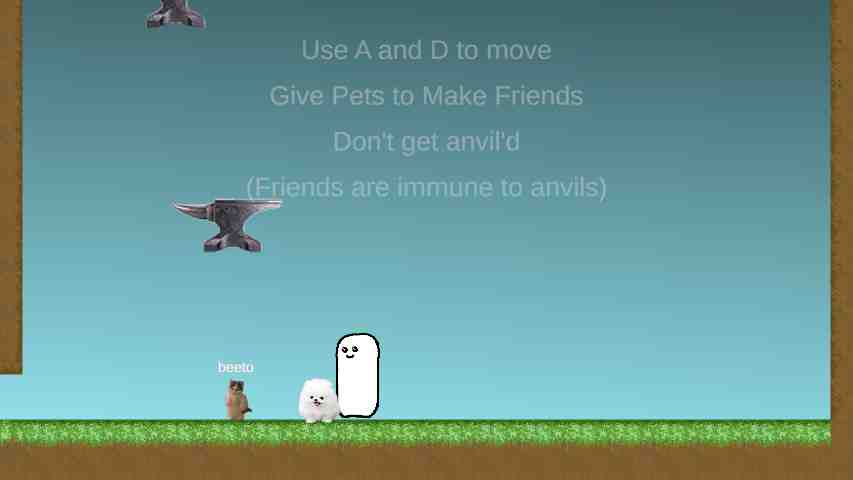 Use A and D to move
Give Pets to Make Friends
Don't get anvil'd
(Friends are immune to anvils)
beeto